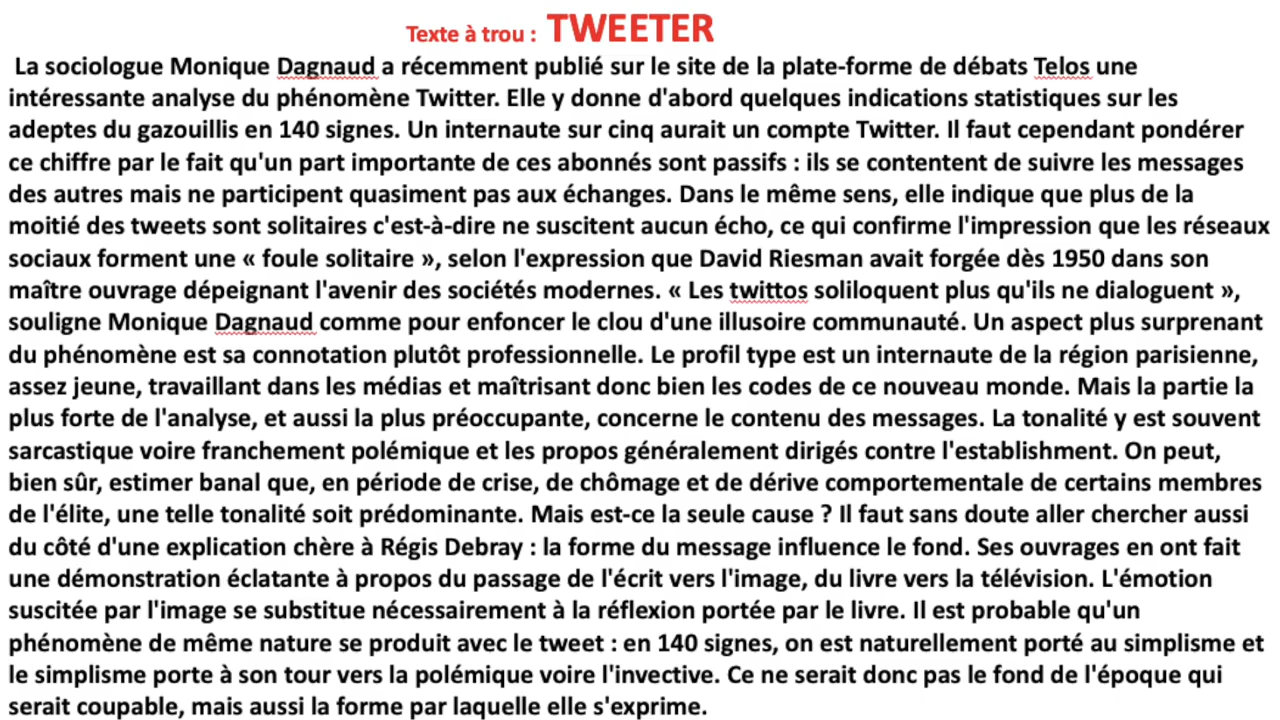 Texte à trou : TWEETER
La sociologue Monique Dagnaud a récemment publié sur le site de la plate-forme de débats Telos une
intéressante analyse du phénomène Twitter. Elle y donne d'abord quelques indications statistiques sur les
adeptes du gazouillis en 140 signes. Un internaute sur cinq aurait un compte Twitter. Il faut cependant pondérer
ce chiffre par le fait qu'un part importante de ces abonnés sont passifs : ils se contentent de suivre les messages
des autres mais ne participent quasiment pas aux échanges. Dans le même sens, elle indique que plus de la
moitié des tweets sont solitaires c'est-à-dire ne suscitent aucun écho, ce qui confirme l'impression que les réseaux
sociaux forment une « foule solitaire », selon l'expression que David Riesman avait forgée dès 1950 dans son
maître ouvrage dépeignant l'avenir des sociétés modernes. « Les twittos soliloquent plus qu'ils ne dialoguent »,
souligne Monique Dagnaud comme pour enfoncer le clou d'une illusoire communauté. Un aspect plus surprenant
du phénomène est sa connotation plutôt professionnelle. Le profil type est un internaute de la région parisienne,
assez jeune, travaillant dans les médias et maîtrisant donc bien les codes de ce nouveau monde. Mais la partie la
plus forte de l'analyse, et aussi la plus préoccupante, concerne le contenu des messages. La tonalité y est souvent
sarcastique voire franchement polémique et les propos généralement dirigés contre l'establishment. On peut,
bien sûr, estimer banal que, en période de crise, de chômage et de dérive comportementale de certains membres
de l'élite, une telle tonalité soit prédominante. Mais est-ce la seule cause ? Il faut sans doute aller chercher aussi
du côté d'une explication chère à Régis Debray : la forme du message influence le fond. Ses ouvrages en ont fait
une démonstration éclatante à propos du passage de l'écrit vers l'image, du livre vers la télévision. L'émotion
suscitée par l'image se substitue nécessairement à la réflexion portée par le livre. Il est probable qu'un
phénomène de même nature se produit avec le tweet : en 140 signes, on est naturellement porté au simplisme et
le simplisme porte à son tour vers la polémique voire l'invective. Ce ne serait donc pas le fond de l'époque qui
serait coupable, mais aussi la forme par laquelle elle s'exprime.